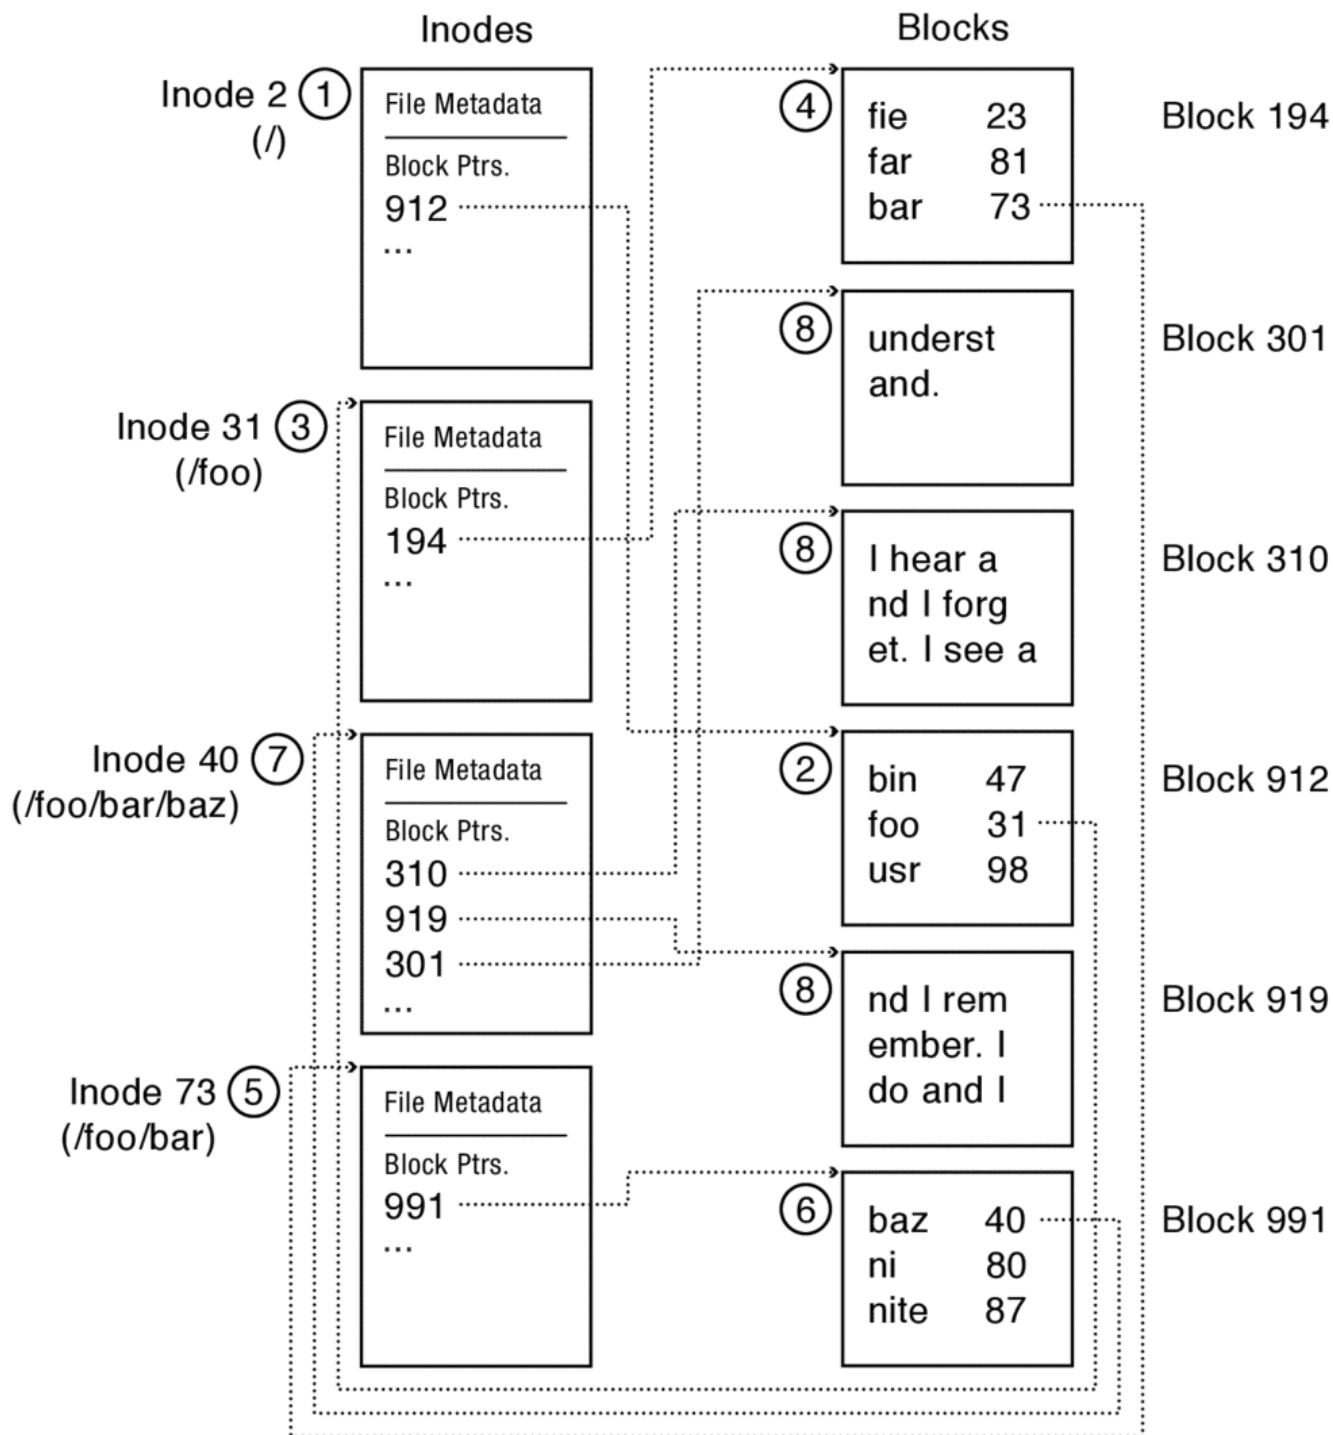 Inodes
Inode 2 ①
(/)
File Metadata
Block Ptrs.
912
...
Inode 31 ③
(/foo)
File Metadata
Block Ptrs.
194
...
Inode 40 ⑦
(/foo/bar/baz)
File Metadata
Block Ptrs.
310
919
301
...
Inode 73 ⑤
(/foo/bar)
File Metadata
Block Ptrs.
991
...
Blocks
④
fie 23
far 81
bar 73
Block 194
⑧
underst
and.
Block 301
⑧
I hear a
nd I forg
et. I see a
Block 310
②
bin 47
foo 31
usr 98
Block 912
⑧
nd I rem
ember. I
do and I
Block 919
⑥
baz 40
ni 80
nite 87
Block 991